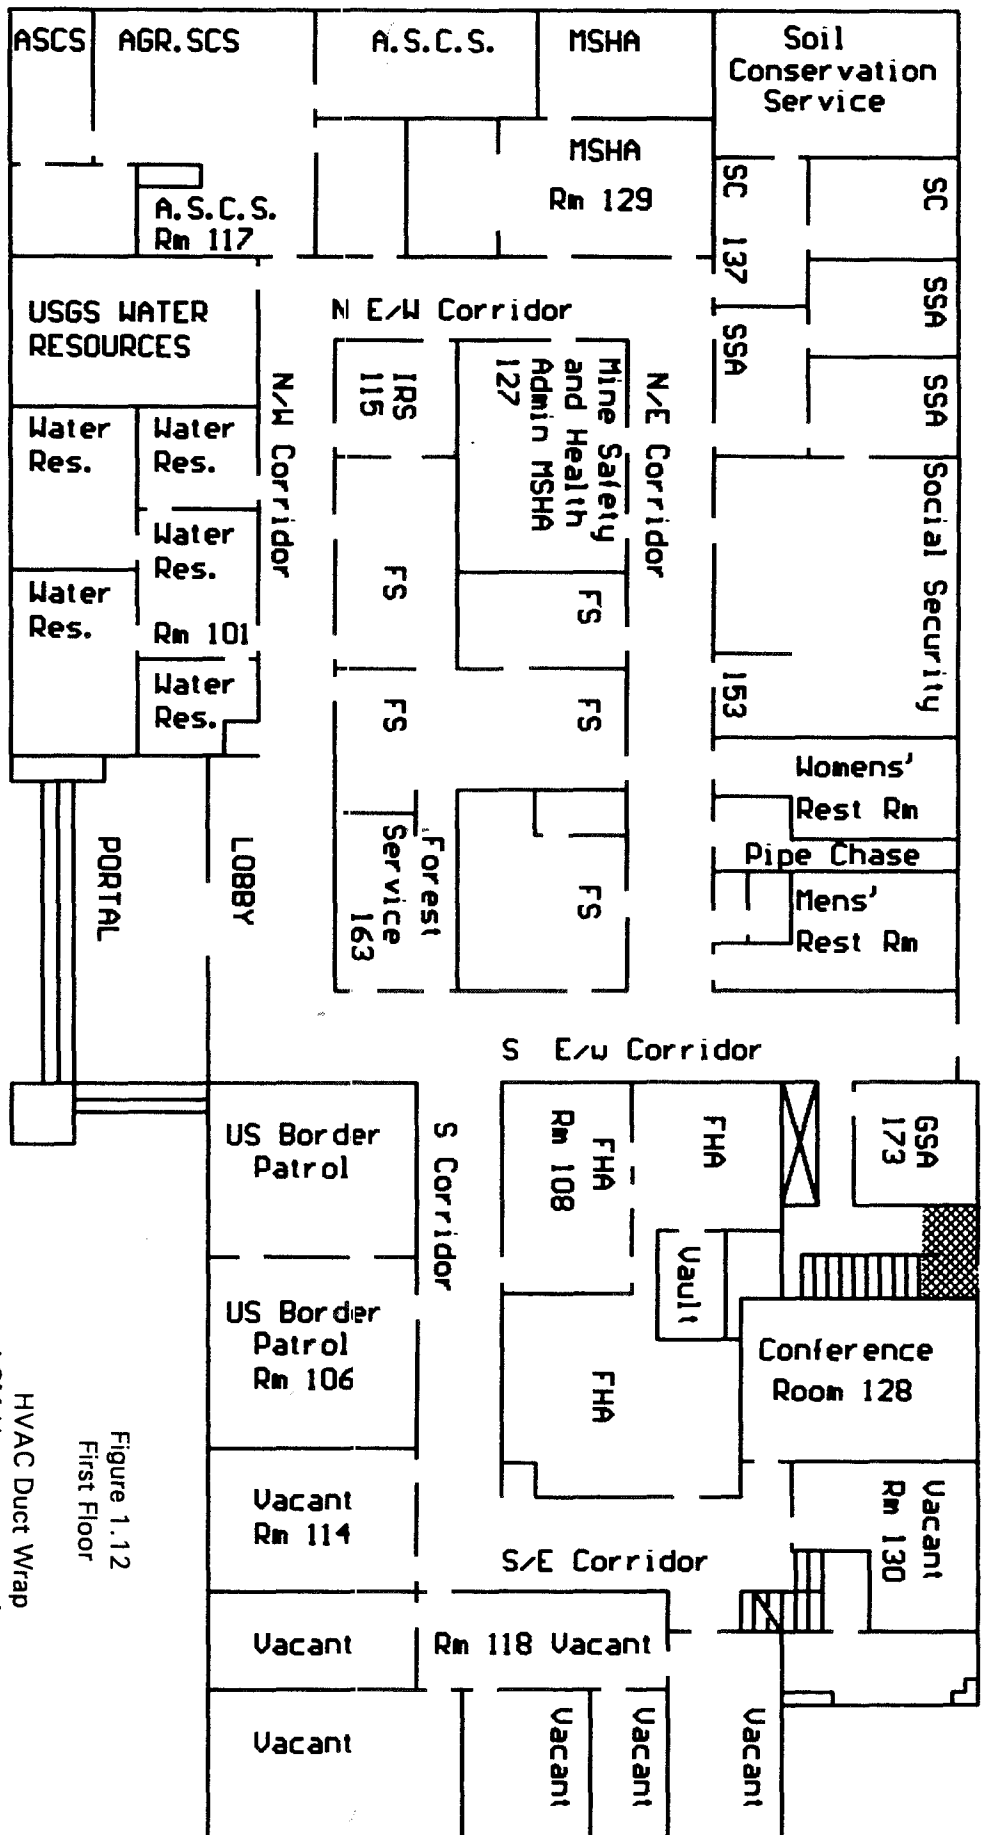 ASCS
AGR.SCS
A.S.C.S.
MSHA
Soil
Conservation
Service
MSHA
Rm 129
A.S.C.S.
Rm 117
SC 137
SC
SSA
SSA
SSA
USGS WATER
RESOURCES
N E/W Corridor
N/W Corridor
IRS
115
Mine Safety
and Health
Admin MSHA
127
N/E Corridor
Water
Res.
Water
Res.
Water
Res.
Water
Res.
Rm 101
Water
Res.
FS
FS
FS
FS
FS
Social Security
153
Womens'
Rest Rm
Pipe Chase
Mens'
Rest Rm
PORTAL
LOBBY
Forest
Service
163
S E/W Corridor
US Border
Patrol
S Corridor
FHA
Rm 108
FHA
GSA
173
Vault
US Border
Patrol
Rm 106
FHA
Conference
Room 128
Vacant
Rm 114
S/E Corridor
Vacant
Rm 130
Vacant
Rm 118 Vacant
Vacant
Vacant
Vacant
Vacant
Figure 1.12
First Floor
HVAC Duct Wrap